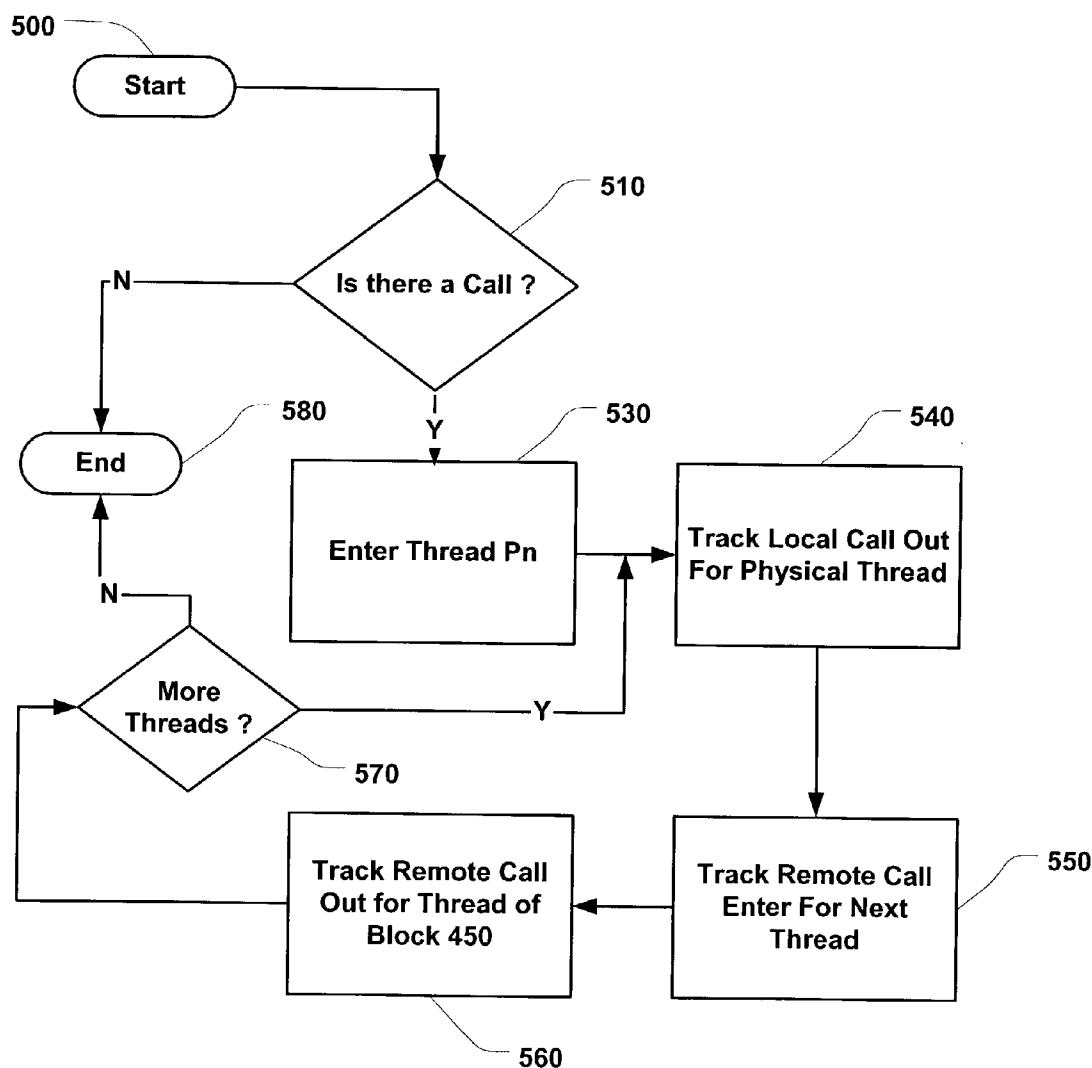 500
Start
510
Is there a Call ?
N
Y
580
End
530
Enter Thread Pn
540
Track Local Call Out
For Physical Thread
N
More
Threads ?
Y
570
550
Track Remote Call
Enter For Next
Thread
Track Remote Call
Out for Thread of
Block 450
560